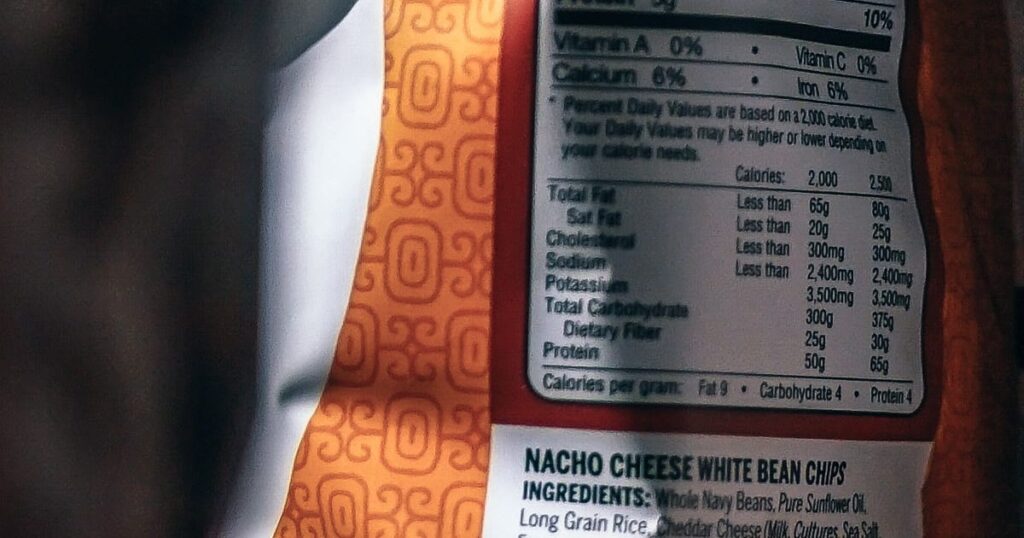 Protein 5g
10%
Vitamin A 0% • Vitamin C 0%
Calcium 6% • Iron 6%
* Percent Daily Values are based on a 2,000 calorie diet.
Your Daily Values may be higher or lower depending on
your calorie needs.
Calories: 2,000 2,500
Total Fat Less than 65g 80g
Sat Fat Less than 20g 25g
Cholesterol Less than 300mg 300mg
Sodium Less than 2,400mg 2,400mg
Potassium 3,500mg 3,500mg
Total Carbohydrate 300g 375g
Dietary Fiber 25g 30g
Protein 50g 65g
Calories per gram: Fat 9 • Carbohydrate 4 • Protein 4
NACHO CHEESE WHITE BEAN CHIPS
INGREDIENTS: Whole Navy Beans, Pure Sunflower Oil,
Long Grain Rice, Cheddar Cheese (Milk, Cultures, Sea Salt,